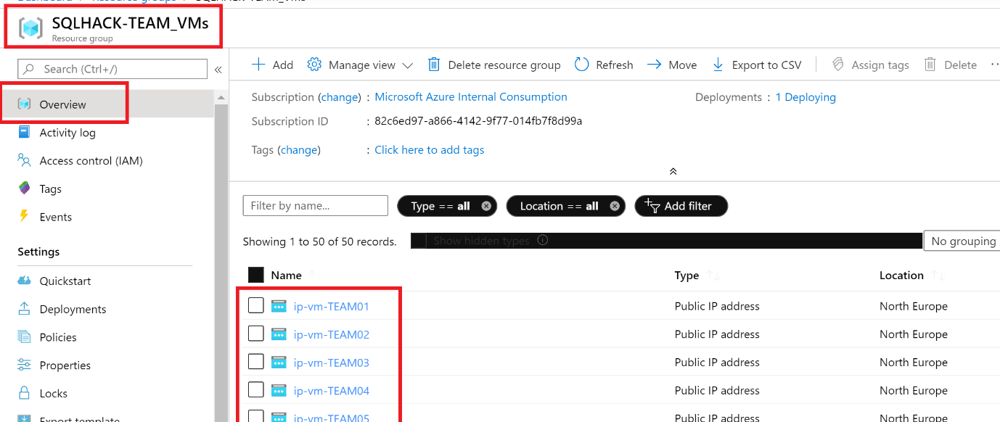 Dashboard > Resource groups > SQLHACK-TEAM_VMs
SQLHACK-TEAM_VMs
Resource group
Search (Ctrl+/)
«
Overview
Activity log
Access control (IAM)
Tags
Events
Settings
Quickstart
Deployments
Policies
Properties
Locks
Export template
Add Manage view Delete resource group Refresh Move Export to CSV Assign tags Delete
Subscription (change) : Microsoft Azure Internal Consumption Deployments : 1 Deploying
Subscription ID : 82c6ed97-a866-4142-9f77-014fb7f8d99a
Tags (change) : Click here to add tags
Filter by name... Type == all Location == all Add filter
Showing 1 to 50 of 50 records. Show hidden types No grouping
Name Type Location
ip-vm-TEAM01 Public IP address North Europe
ip-vm-TEAM02 Public IP address North Europe
ip-vm-TEAM03 Public IP address North Europe
ip-vm-TEAM04 Public IP address North Europe
ip-vm-TEAM05 Public IP address North Europe